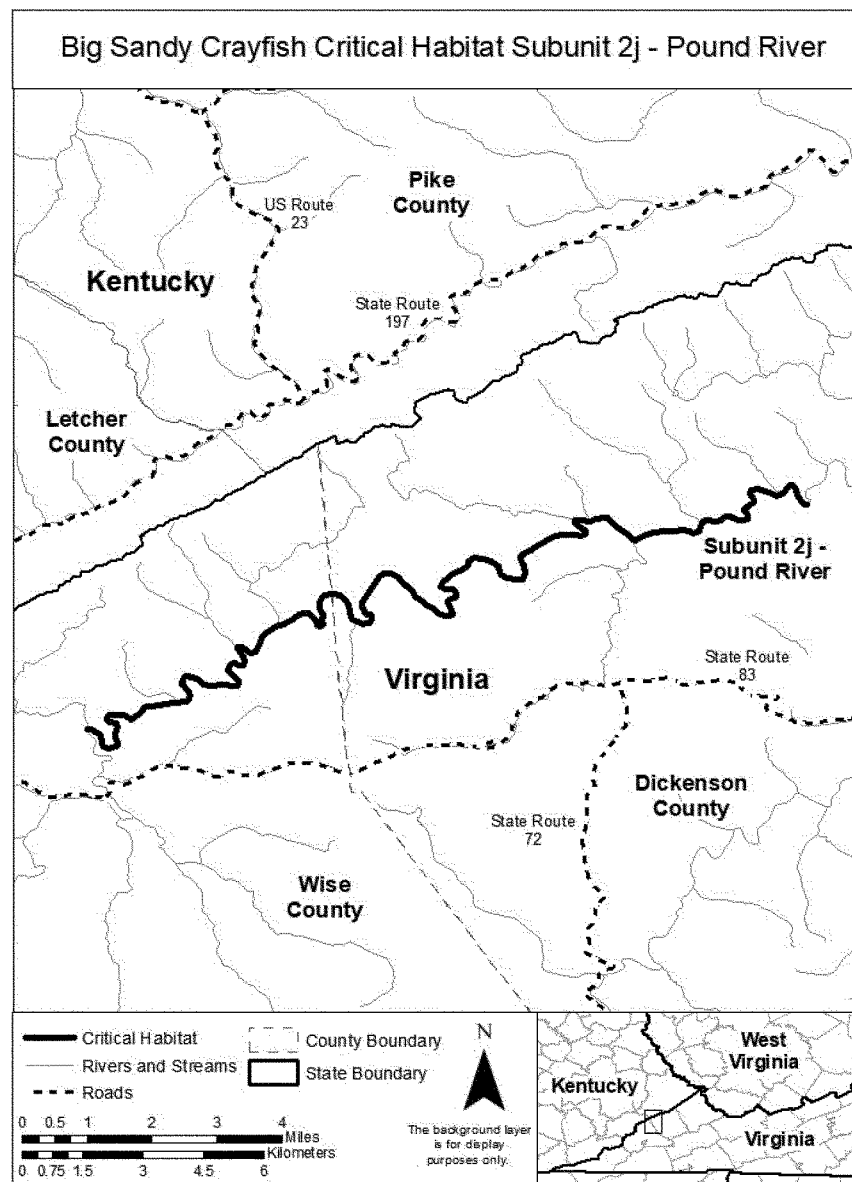 Big Sandy Crayfish Critical Habitat Subunit 2j - Pound River
Pike
County
US Route
23
Kentucky
State Route
197
Letcher
County
Subunit 2j -
Pound River
State Route
83
Virginia
Dickenson
County
State Route
72
Wise
County
Critical Habitat
Rivers and Streams
Roads
County Boundary
State Boundary
0 0.5 1 2 3 4
Miles
Kilometers
0 0.75 1.5 3 4.5 6
N
The background layer
is for display
purposes only.
West
Virginia
Kentucky
Virginia